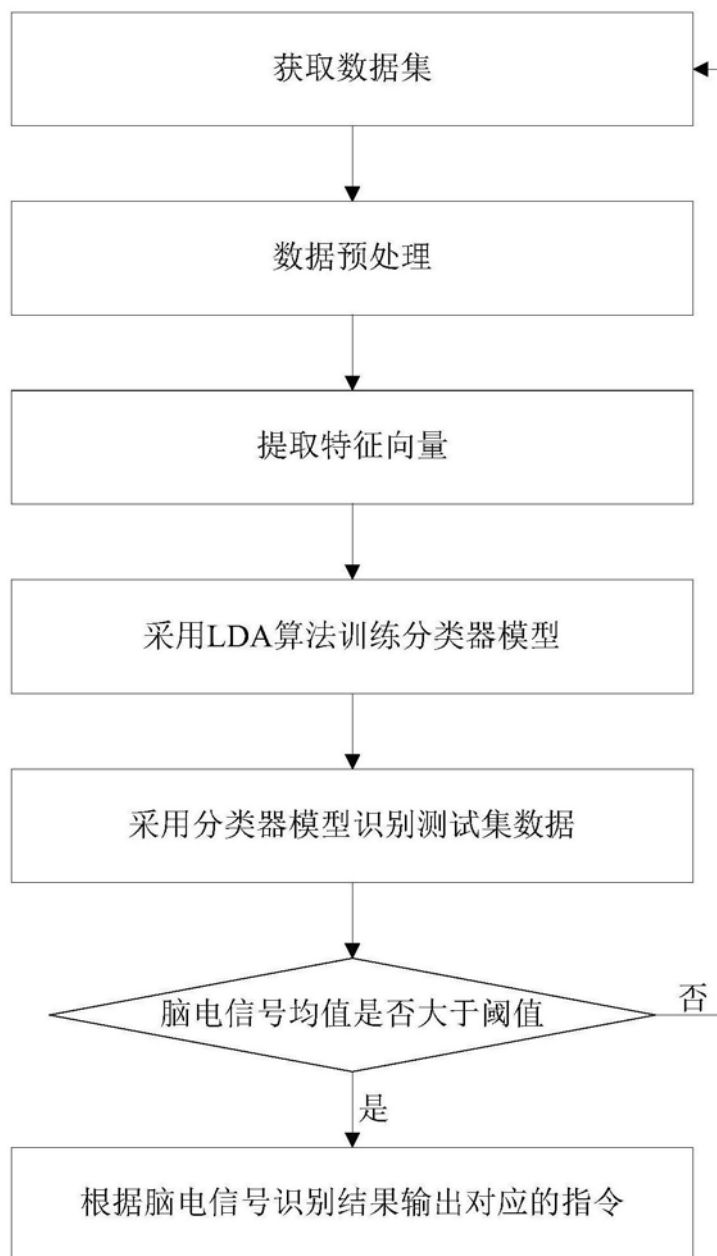 获取数据集
数据预处理
提取特征向量
采用LDA算法训练分类器模型
采用分类器模型识别测试集数据
脑电信号均值是否大于阈值
否
是
根据脑电信号识别结果输出对应的指令